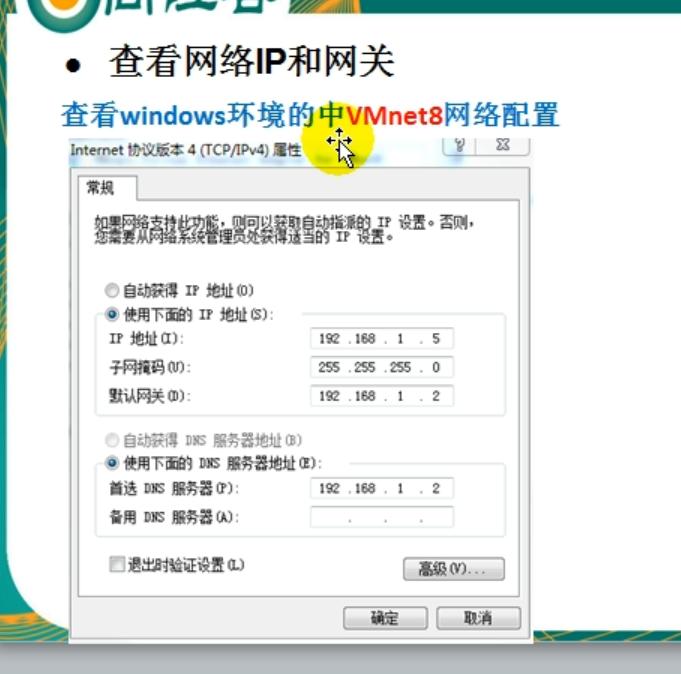 ● 查看网络IP和网关
查看windows环境的中VMnet8网络配置
Internet 协议版本 4 (TCP/IPv4) 属性
常规
如果网络支持此功能，则可以获取自动指派的 IP 设置。否则，
您需要从网络系统管理员处获得适当的 IP 设置。
自动获得 IP 地址(O)
使用下面的 IP 地址(S):
IP 地址(I): 192 .168 . 1 . 5
子网掩码(U): 255 .255 .255 . 0
默认网关(D): 192 .168 . 1 . 2
自动获得 DNS 服务器地址(B)
使用下面的 DNS 服务器地址(E):
首选 DNS 服务器(P): 192 .168 . 1 . 2
备用 DNS 服务器(A): . . .
退出时验证设置(L)
高级(V)...
确定 取消